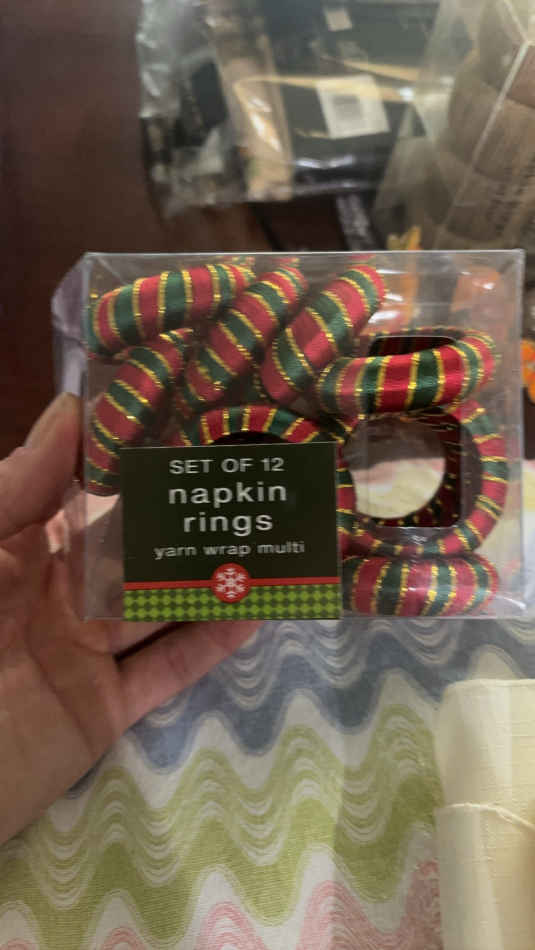 SET OF 12
napkin
rings
yarn wrap multi